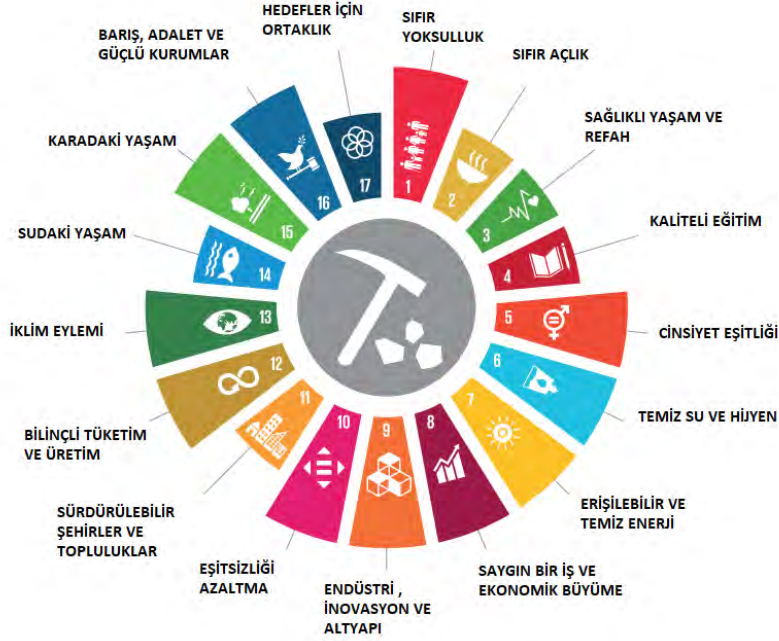 SIFIR
YOKSULLUK
1
SIFIR AÇLIK
2
SAĞLIKLI YAŞAM VE
REFAH
3
KALİTELİ EĞİTİM
4
CİNSİYET EŞİTLİĞİ
5
TEMİZ SU VE HİJYEN
6
ERİŞİLEBİLİR VE
TEMİZ ENERJİ
7
SAYGIN BİR İŞ VE
EKONOMİK BÜYÜME
8
ENDÜSTRİ ,
İNOVASYON VE
ALTYAPI
9
EŞİTSİZLİĞİ
AZALTMA
10
SÜRDÜRÜLEBİLİR
ŞEHİRLER VE
TOPLULUKLAR
11
BİLİNÇLİ TÜKETİM
VE ÜRETİM
12
İKLİM EYLEMİ
13
SUDAKİ YAŞAM
14
KARADAKİ YAŞAM
15
BARIŞ, ADALET VE
GÜÇLÜ KURUMLAR
16
HEDEFLER İÇİN
ORTAKLIK
17